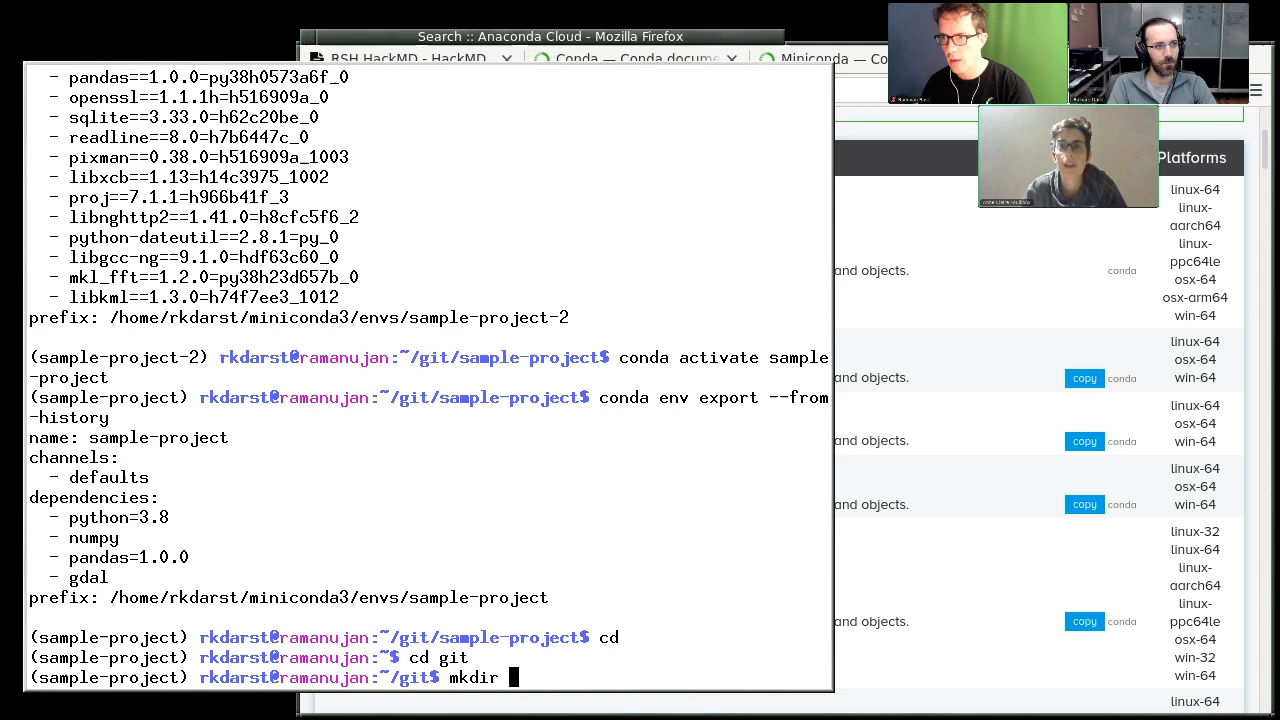 Search :: Anaconda Cloud - Mozilla Firefox
RSH HackMD - HackMD
Conda — Conda docume
Miniconda — Co
- pandas==1.0.0=py38h0573a6f_0
- openssl==1.1.1h=h516909a_0
- sqlite==3.33.0=h62c20be_0
- readline==8.0=h7b6447c_0
- pixman==0.38.0=h516909a_1003
- libxcb==1.13=h14c3975_1002
- proj==7.1.1=h966b41f_3
- libnghttp2==1.41.0=h8cfc5f6_2
- python-dateutil==2.8.1=py_0
- libgcc-ng==9.1.0=hdf63c60_0
- mkl_fft==1.2.0=py38h23d657b_0
- libkml==1.3.0=h74f7ee3_1012
prefix: /home/rkdarst/miniconda3/envs/sample-project-2
(sample-project-2) rkdarst@ramanujan:~/git/sample-project$ conda activate sample
-project
(sample-project) rkdarst@ramanujan:~/git/sample-project$ conda env export --from
-history
name: sample-project
channels:
- defaults
dependencies:
- python=3.8
- numpy
- pandas=1.0.0
- gdal
prefix: /home/rkdarst/miniconda3/envs/sample-project
(sample-project) rkdarst@ramanujan:~/git/sample-project$ cd
(sample-project) rkdarst@ramanujan:~$ cd git
(sample-project) rkdarst@ramanujan:~/git$ mkdir
Platforms
linux-64
linux-
aarch64
linux-
ppc64le
osx-64
osx-arm64
win-64
and objects.
conda
linux-64
osx-64
win-64
and objects.
copy conda
linux-64
osx-64
win-64
and objects.
copy conda
linux-64
osx-64
win-64
and objects.
copy conda
linux-32
linux-64
linux-
aarch64
linux-
ppc64le
osx-64
win-32
win-64
and objects.
copy conda
linux-64